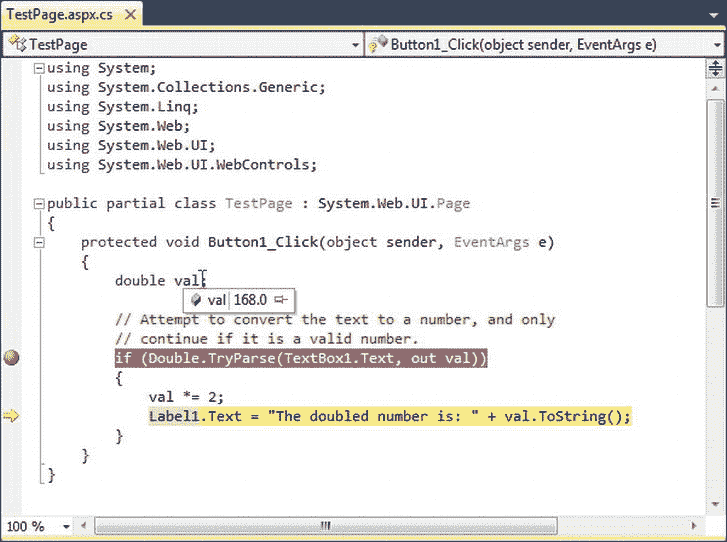 TestPage.aspx.cs
TestPage
Button1_Click(object sender, EventArgs e)
using System;
using System.Collections.Generic;
using System.Linq;
using System.Web;
using System.Web.UI;
using System.Web.UI.WebControls;
public partial class TestPage : System.Web.UI.Page
{
protected void Button1_Click(object sender, EventArgs e)
{
double val;
val 168.0
// Attempt to convert the text to a number, and only
// continue if it is a valid number.
if (Double.TryParse(TextBox1.Text, out val))
{
val *= 2;
Label1.Text = "The doubled number is: " + val.ToString();
}
}
}
100 %